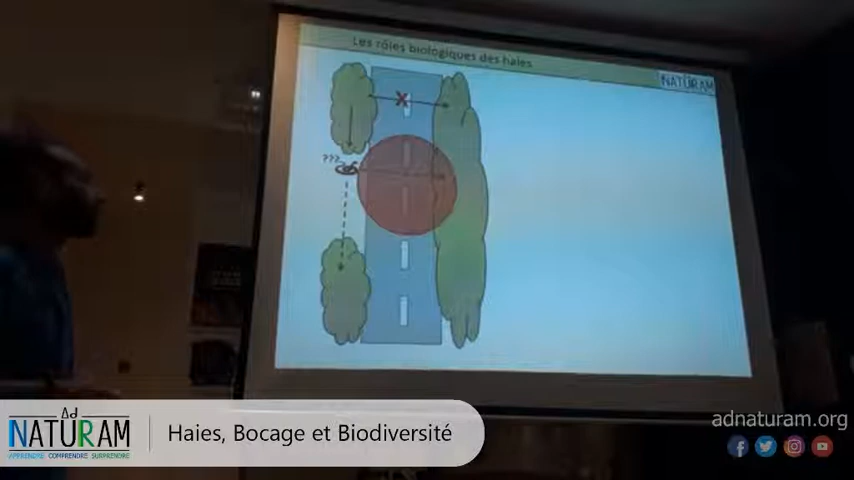 Les rôles biologiques des haies
NATURAM
X
???
Ad
NATURAM
APPRENDRE COMPRENDRE SURPRENDRE
Haies, Bocage et Biodiversité
adnaturam.org